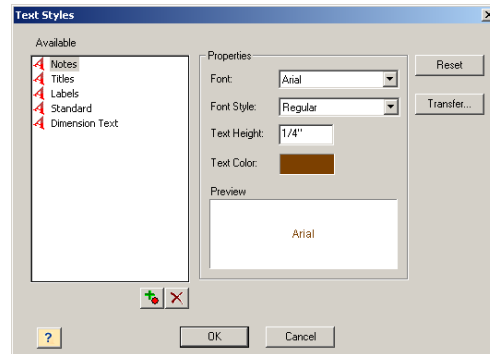 Text Styles
Available
Notes
Titles
Labels
Standard
Dimension Text
Properties
Font: Arial
Font Style: Regular
Text Height: 1/4"
Text Color:
Preview
Arial
Reset
Transfer...
?
OK
Cancel